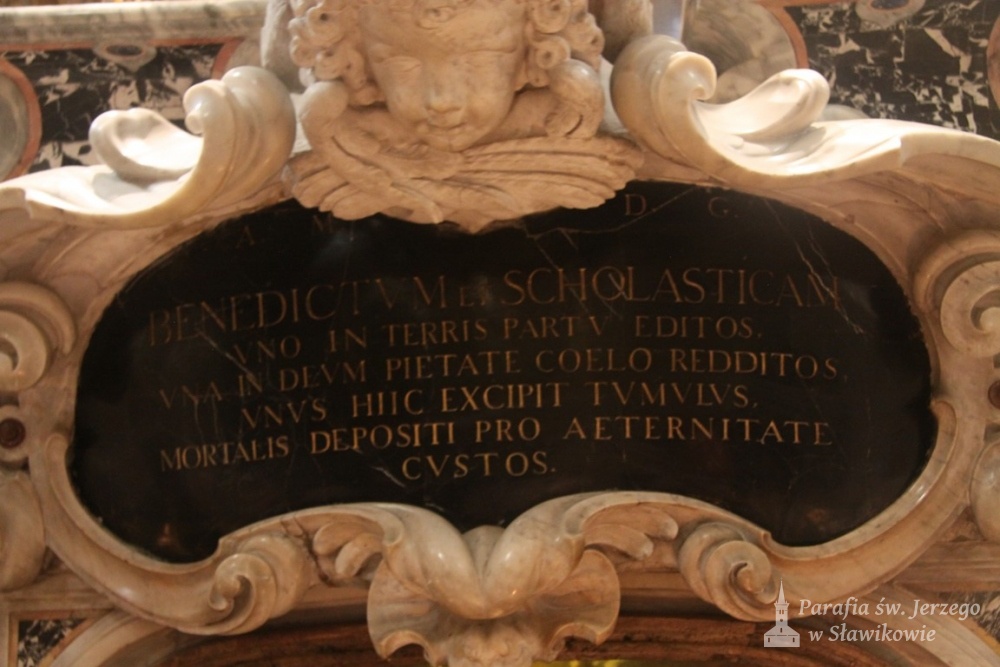 A. M. D. G.
BENEDICTVM ET SCHOLASTICAM
VNO IN TERRIS PARTV EDITOS.
VNA IN DEVM PIETATE COELO REDDITOS,
UNVS HIIC EXCIPIT TVMVLVS.
MORTALIS DEPOSITI PRO AETERNITATE
CVSTOS.
Parafia św. Jerzego
w Sławikowie